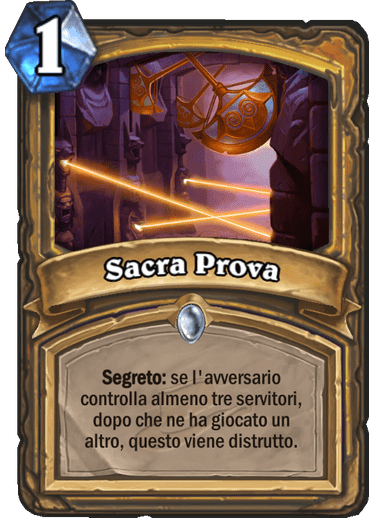 1
Sacra Prova
Segreto: se l'avversario
controlla almeno tre servitori,
dopo che ne ha giocato un
altro, questo viene distrutto.